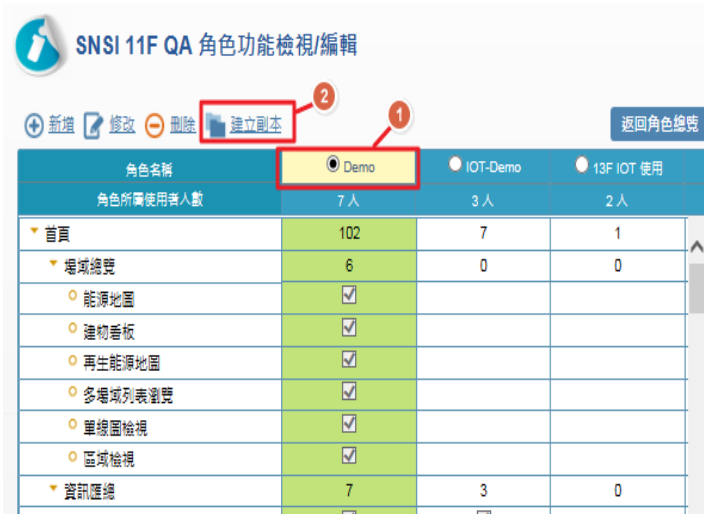 SNSI 11F QA 角色功能檢視/編輯
2
1
新增 修改 刪除 建立副本 返回角色總覽
角色名稱 Demo IOT-Demo 13F IOT 使用
角色所屬使用者人數 7人 3人 2人
首頁 102 7 1
場域總覽 6 0 0
能源地圖
建物看板
再生能源地圖
多場域列表瀏覽
單線圖檢視
區域檢視
資訊匯總 7 3 0